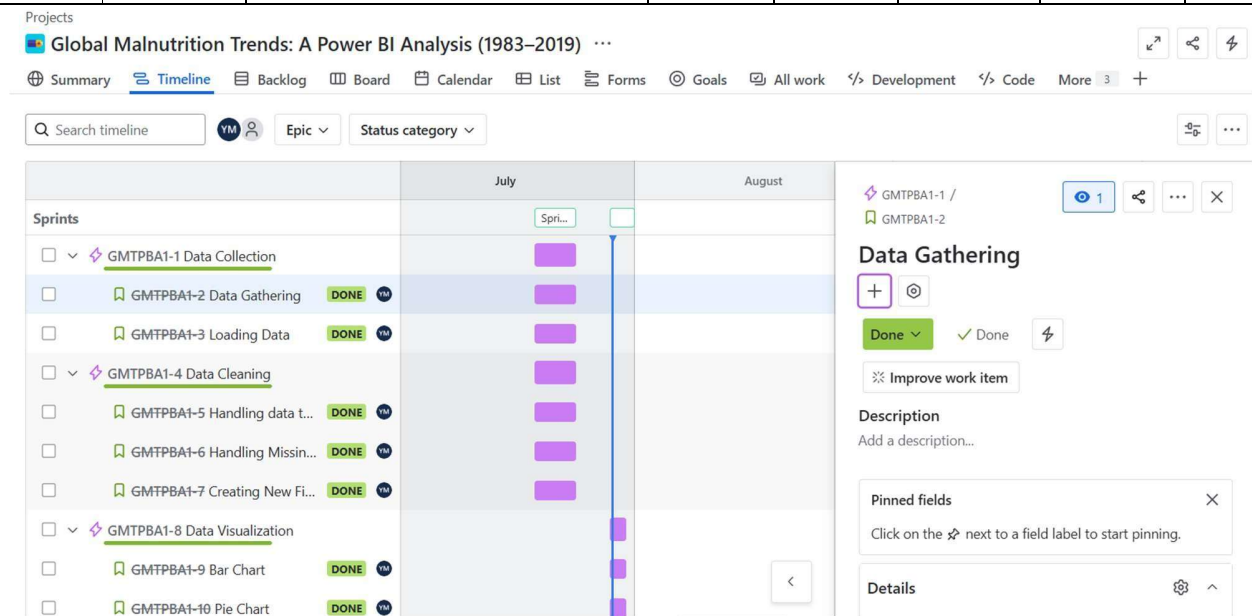 Projects
Global Malnutrition Trends: A Power BI Analysis (1983–2019) ...
Summary Timeline Backlog Board Calendar List Forms Goals All work Development Code More 3
Search timeline YM Epic Status category
July August
Sprints Spri...
GMTPBA1-1 Data Collection
GMTPBA1-2 Data Gathering DONE YM
GMTPBA1-3 Loading Data DONE YM
GMTPBA1-4 Data Cleaning
GMTPBA1-5 Handling data t... DONE YM
GMTPBA1-6 Handling Missin... DONE YM
GMTPBA1-7 Creating New Fi... DONE YM
GMTPBA1-8 Data Visualization
GMTPBA1-9 Bar Chart DONE YM
GMTPBA1-10 Pie Chart DONE YM
GMTPBA1-1 /
GMTPBA1-2
1
Data Gathering
Done Done
Improve work item
Description
Add a description...
Pinned fields
Click on the next to a field label to start pinning.
Details